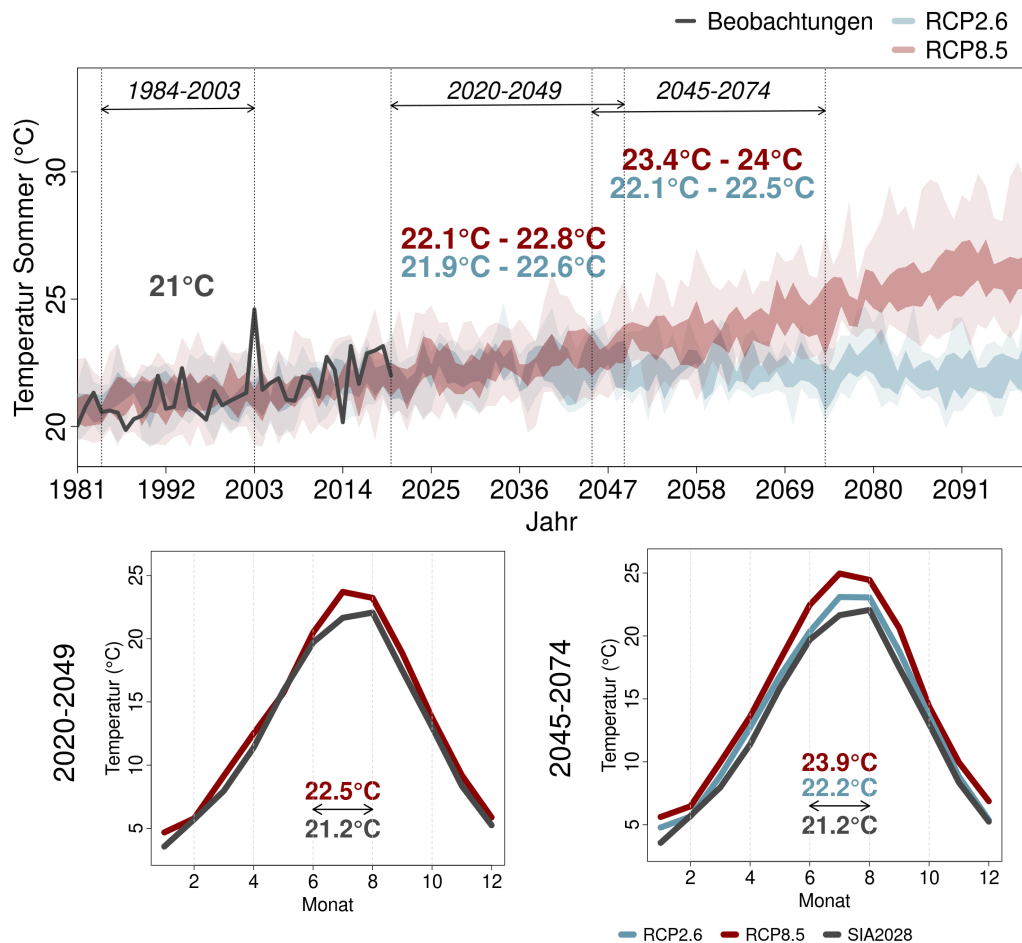 Beobachtungen
RCP2.6
RCP8.5
1984-2003
2020-2049
2045-2074
23.4°C - 24°C
22.1°C - 22.5°C
22.1°C - 22.8°C
21.9°C - 22.6°C
21°C
Temperatur Sommer (°C)
30
25
20
1981 1992 2003 2014 2025 2036 2047 2058 2069 2080 2091
Jahr
2020-2049
Temperatur (°C)
25
20
15
10
5
22.5°C
21.2°C
2 4 6 8 10 12
Monat
2045-2074
Temperatur (°C)
25
20
15
10
5
23.9°C
22.2°C
21.2°C
2 4 6 8 10 12
Monat
RCP2.6 RCP8.5 SIA2028